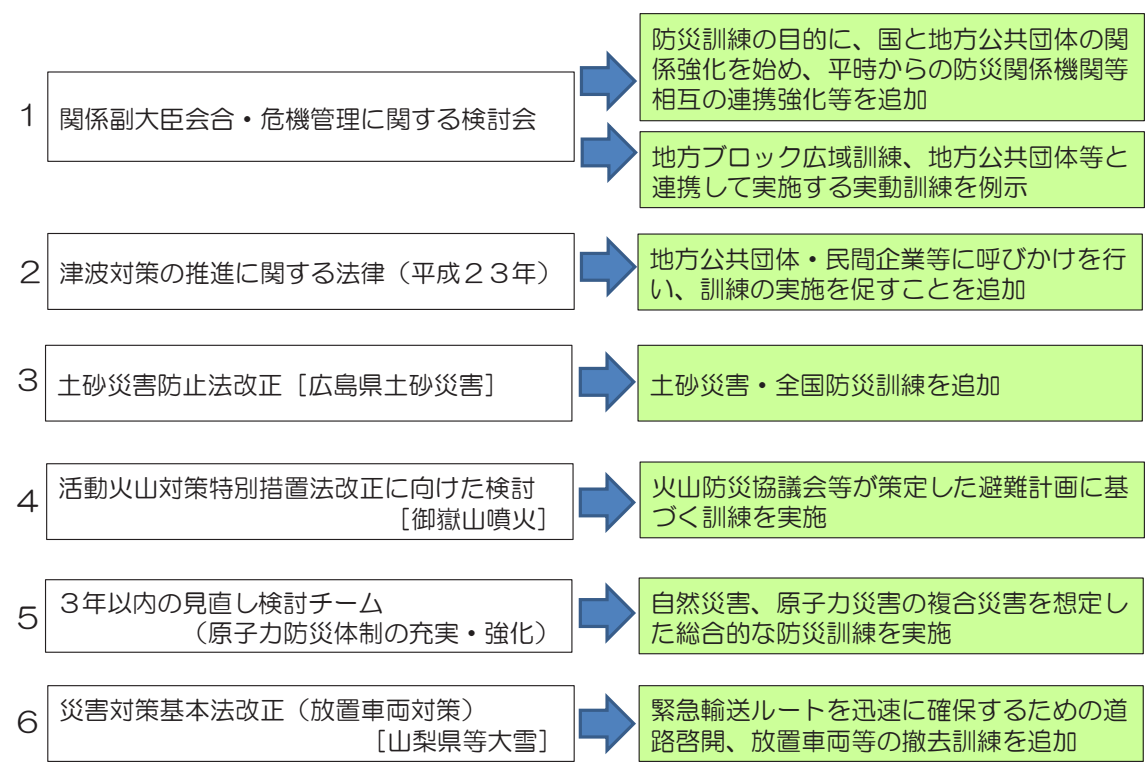 1
関係副大臣会合・危機管理に関する検討会
防災訓練の目的に、国と地方公共団体の関
係強化を始め、平時からの防災関係機関等
相互の連携強化等を追加
地方ブロック広域訓練、地方公共団体等と
連携して実施する実動訓練を例示
2
津波対策の推進に関する法律（平成２３年）
地方公共団体・民間企業等に呼びかけを行
い、訓練の実施を促すことを追加
3
土砂災害防止法改正［広島県土砂災害］
土砂災害・全国防災訓練を追加
4
活動火山対策特別措置法改正に向けた検討
［御嶽山噴火］
火山防災協議会等が策定した避難計画に基
づく訓練を実施
5
３年以内の見直し検討チーム
（原子力防災体制の充実・強化）
自然災害、原子力災害の複合災害を想定し
た総合的な防災訓練を実施
6
災害対策基本法改正（放置車両対策）
［山梨県等大雪］
緊急輸送ルートを迅速に確保するための道
路啓開、放置車両等の撤去訓練を追加